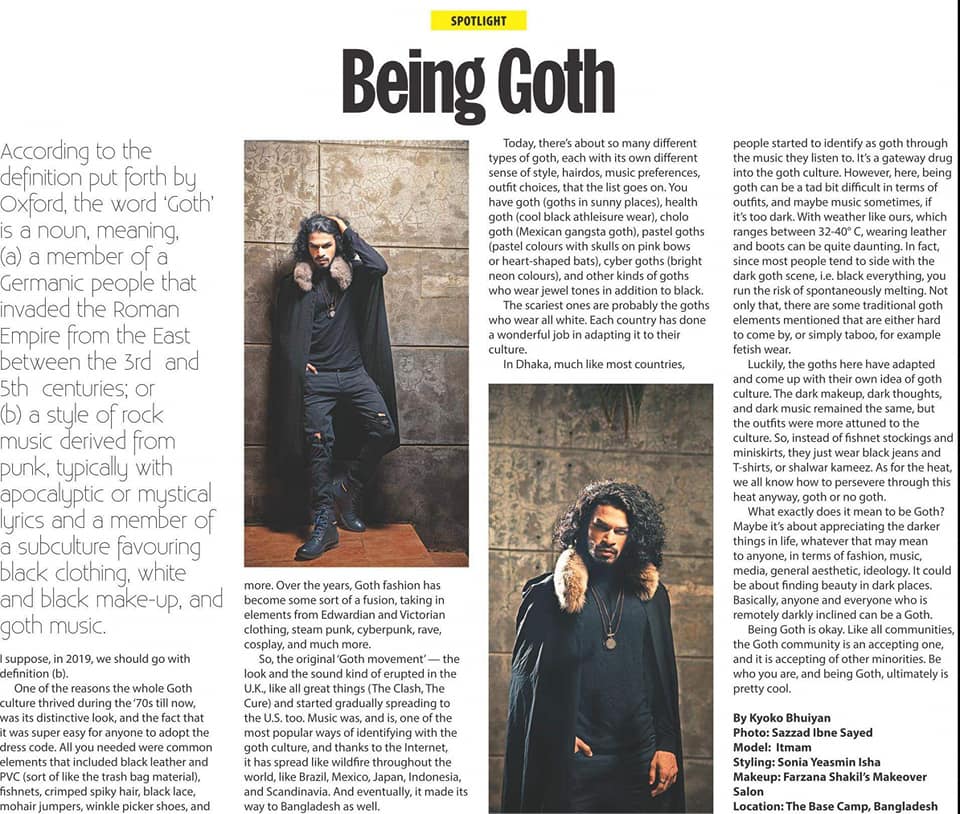 SPOTLIGHT
Being Goth
According to the
definition put forth by
Oxford, the word ‘Goth’
is a noun, meaning,
(a) a member of a
Germanic people that
invaded the Roman
Empire from the East
between the 3rd and
5th centuries; or
(b) a style of rock
music derived from
punk, typically with
apocalyptic or mystical
lyrics and a member of
a subculture favouring
black clothing, white
and black make-up, and
goth music.
I suppose, in 2019, we should go with
definition (b).
One of the reasons the whole Goth
culture thrived during the ’70s till now,
was its distinctive look, and the fact that
it was super easy for anyone to adopt the
dress code. All you needed were common
elements that included black leather and
PVC (sort of like the trash bag material),
fishnets, crimped spiky hair, black lace,
mohair jumpers, winkle picker shoes, and
more. Over the years, Goth fashion has
become some sort of a fusion, taking in
elements from Edwardian and Victorian
clothing, steam punk, cyberpunk, rave,
cosplay, and much more.
So, the original ‘Goth movement’ — the
look and the sound kind of erupted in the
U.K., like all great things (The Clash, The
Cure) and started gradually spreading to
the U.S. too. Music was, and is, one of the
most popular ways of identifying with the
goth culture, and thanks to the Internet,
it has spread like wildfire throughout the
world, like Brazil, Mexico, Japan, Indonesia,
and Scandinavia. And eventually, it made its
way to Bangladesh as well.
Today, there’s about so many different
types of goth, each with its own different
sense of style, hairdos, music preferences,
outfit choices, that the list goes on. You
have goth (goths in sunny places), health
goth (cool black athleisure wear), cholo
goth (Mexican gangsta goth), pastel goths
(pastel colours with skulls on pink bows
or heart-shaped bats), cyber goths (bright
neon colours), and other kinds of goths
who wear jewel tones in addition to black.
The scariest ones are probably the goths
who wear all white. Each country has done
a wonderful job in adapting it to their
culture.
In Dhaka, much like most countries,
people started to identify as goth through
the music they listen to. It’s a gateway drug
into the goth culture. However, here, being
goth can be a tad bit difficult in terms of
outfits, and maybe music sometimes, if
it’s too dark. With weather like ours, which
ranges between 32-40° C, wearing leather
and boots can be quite daunting. In fact,
since most people tend to side with the
dark goth scene, i.e. black everything, you
run the risk of spontaneously melting. Not
only that, there are some traditional goth
elements mentioned that are either hard
to come by, or simply taboo, for example
fetish wear.
Luckily, the goths here have adapted
and come up with their own idea of goth
culture. The dark makeup, dark thoughts,
and dark music remained the same, but
the outfits were more attuned to the
culture. So, instead of fishnet stockings and
miniskirts, they just wear black jeans and
T-shirts, or shalwar kameez. As for the heat,
we all know how to persevere through this
heat anyway, goth or no goth.
What exactly does it mean to be Goth?
Maybe it’s about appreciating the darker
things in life, whatever that may mean
to anyone, in terms of fashion, music,
media, general aesthetic, ideology. It could
be about finding beauty in dark places.
Basically, anyone and everyone who is
remotely darkly inclined can be a Goth.
Being Goth is okay. Like all communities,
the Goth community is an accepting one,
and it is accepting of other minorities. Be
who you are, and being Goth, ultimately is
pretty cool.
By Kyoko Bhuiyan
Photo: Sazzad Ibne Sayed
Model: Itmam
Styling: Sonia Yeasmin Isha
Makeup: Farzana Shakil’s Makeover
Salon
Location: The Base Camp, Bangladesh